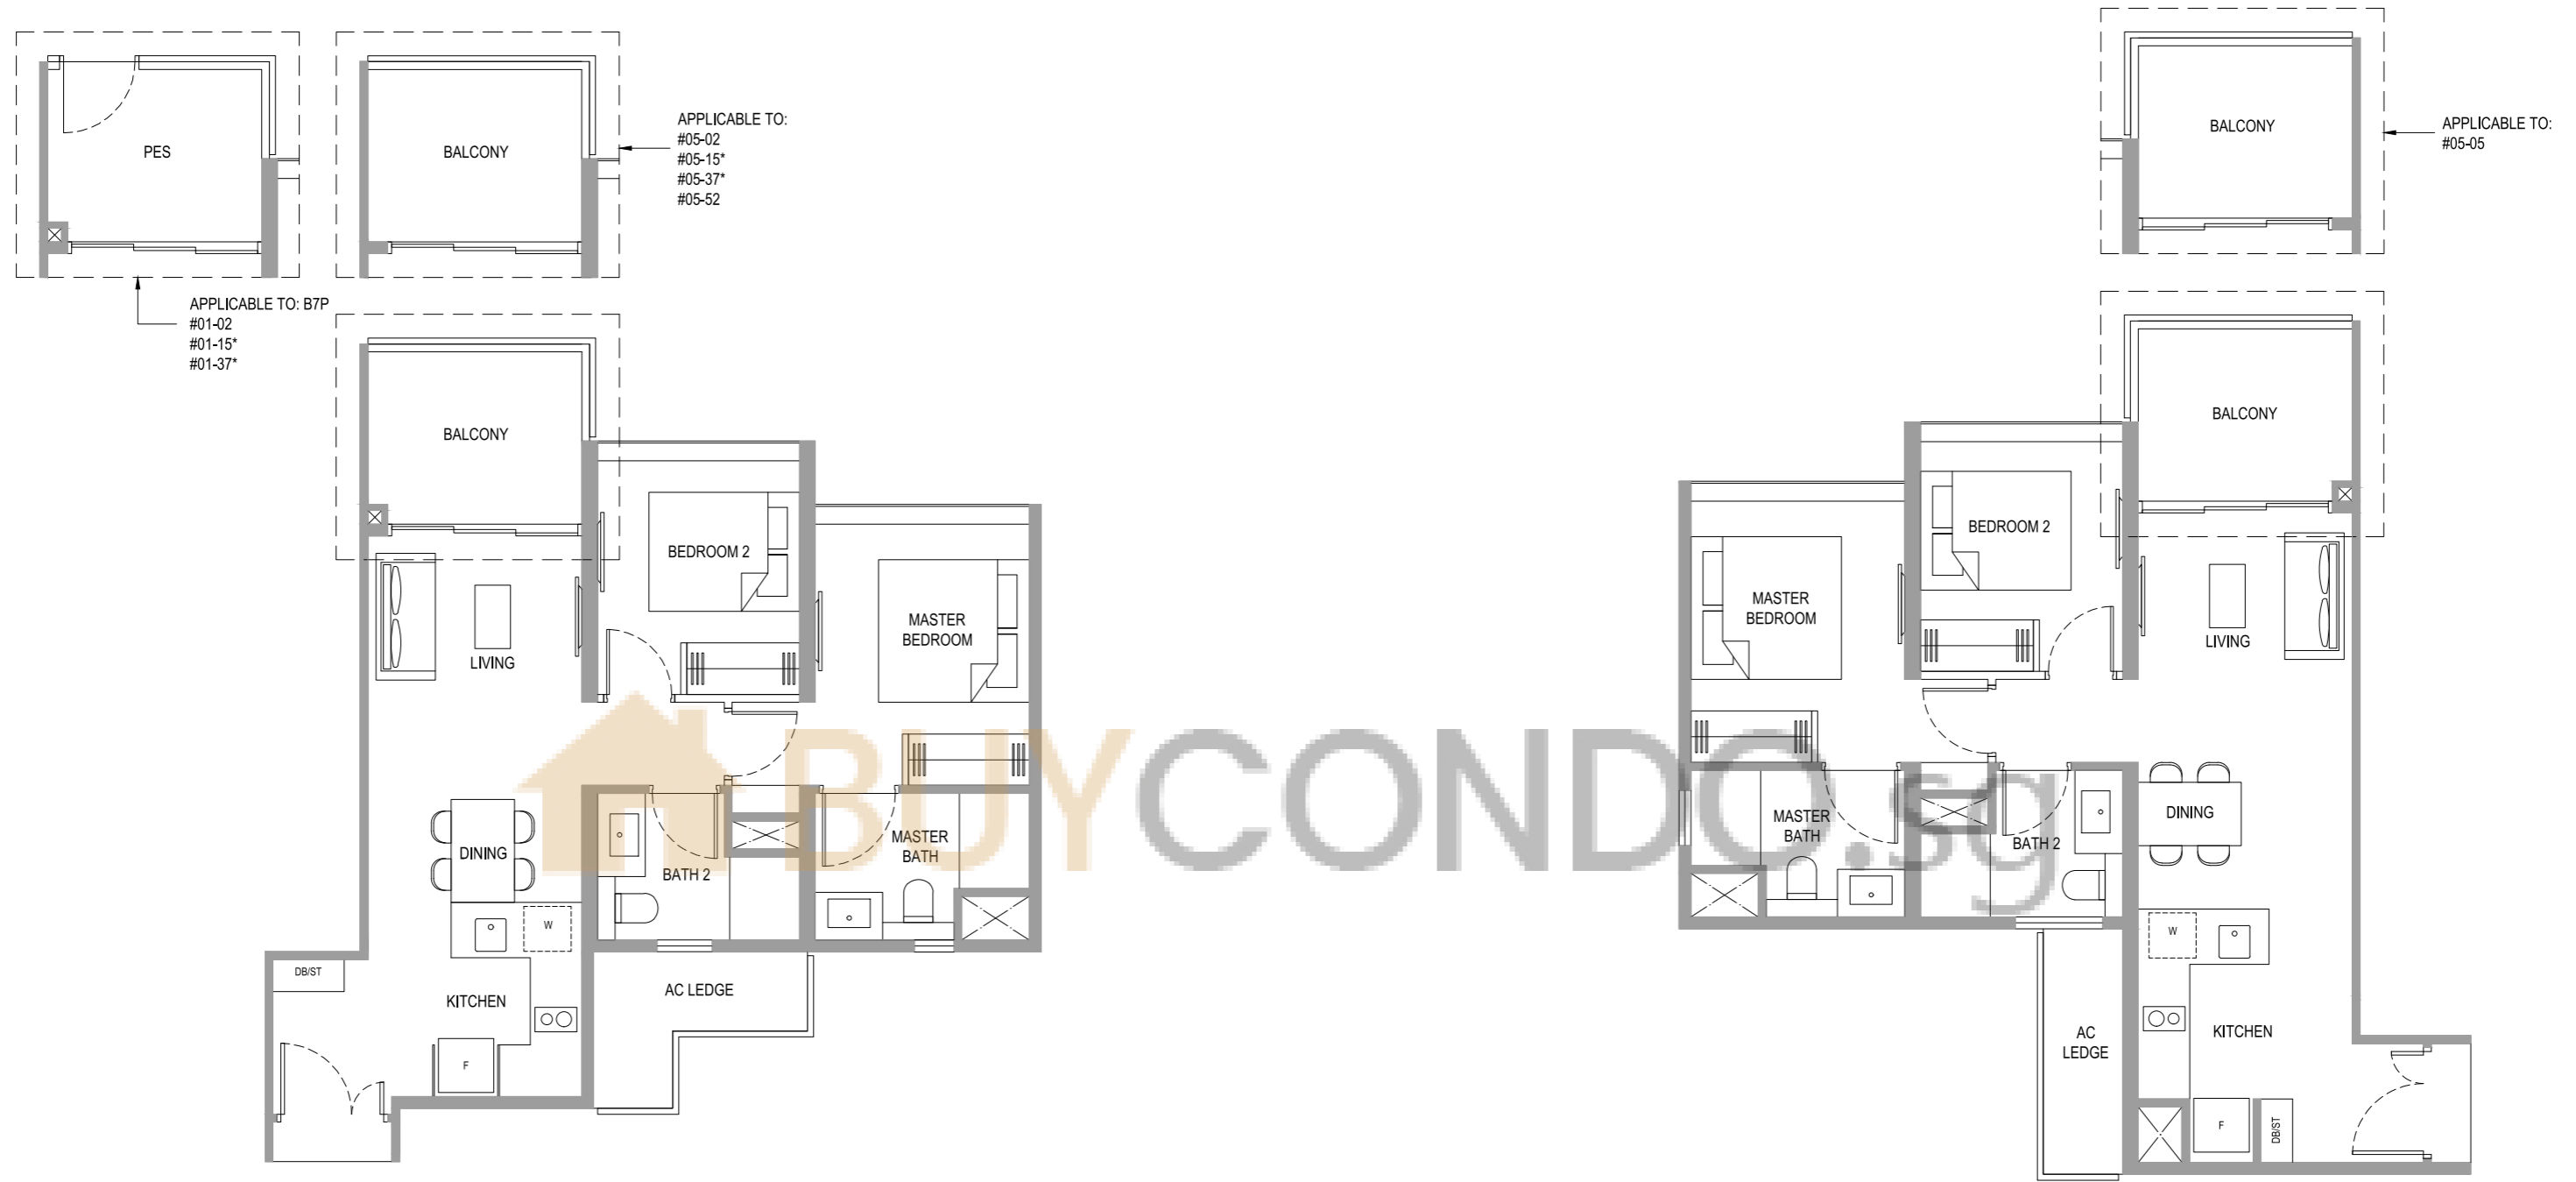 PES
BALCONY
APPLICABLE TO:
#05-02
#05-15*
#05-37*
#05-52
APPLICABLE TO: B7P
#01-02
#01-15*
#01-37*
BALCONY
BEDROOM 2
MASTER
BEDROOM
LIVING
DINING
BATH 2
MASTER
BATH
W
DB/ST
KITCHEN
AC LEDGE
F
BUYCONDO.sg
BALCONY
APPLICABLE TO:
#05-05
BALCONY
BEDROOM 2
MASTER
BEDROOM
LIVING
MASTER
BATH
BATH 2
DINING
W
AC
LEDGE
KITCHEN
F
DB/ST